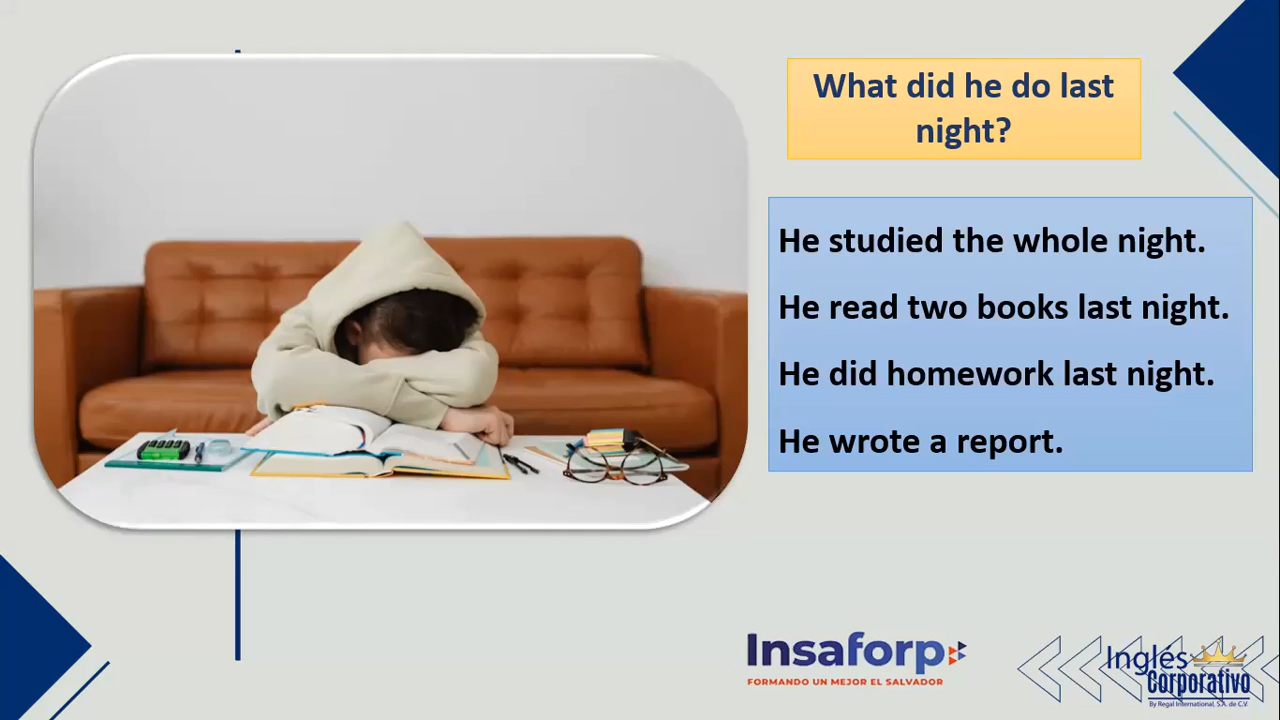 What did he do last
night?
He studied the whole night.
He read two books last night.
He did homework last night.
He wrote a report.
Insaforp
FORMANDO UN MEJOR EL SALVADOR
Inglés
Corporativo
By Regal International, S.A. de C.V.